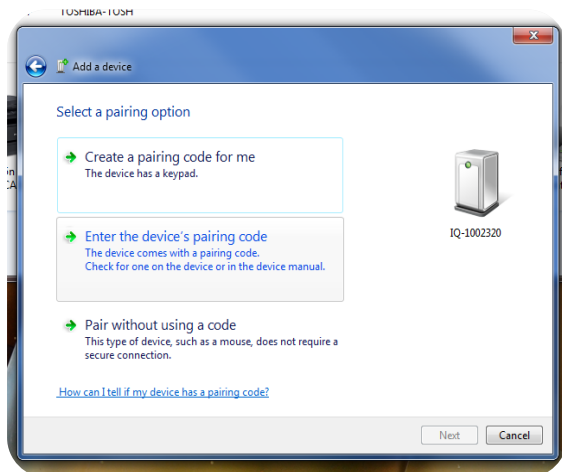 TOSHIBA-TOSH
x
Add a device
Select a pairing option
Create a pairing code for me
The device has a keypad.
Enter the device's pairing code
The device comes with a pairing code.
Check for one on the device or in the device manual.
IQ-1002320
Pair without using a code
This type of device, such as a mouse, does not require a
secure connection.
How can I tell if my device has a pairing code?
Next Cancel